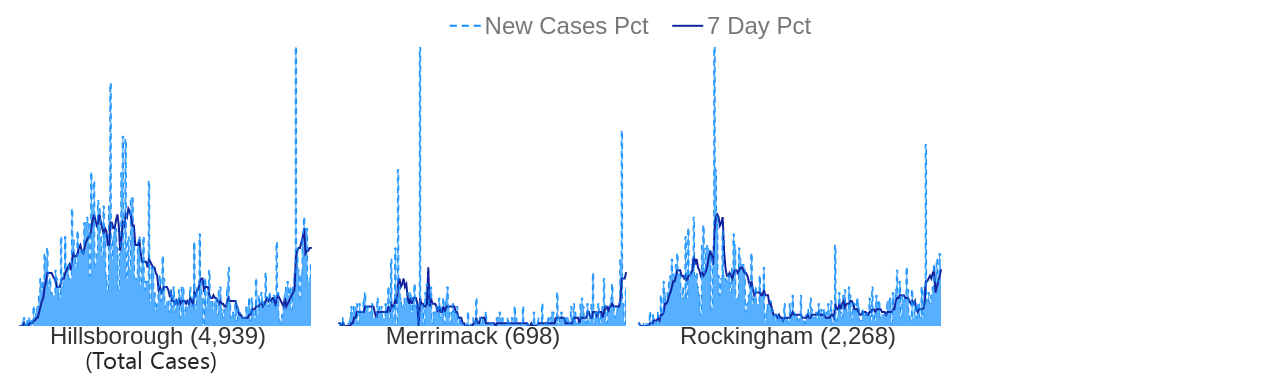 New Cases Pct 7 Day Pct
Hillsborough (4,939) Merrimack (698) Rockingham (2,268)
(Total Cases)